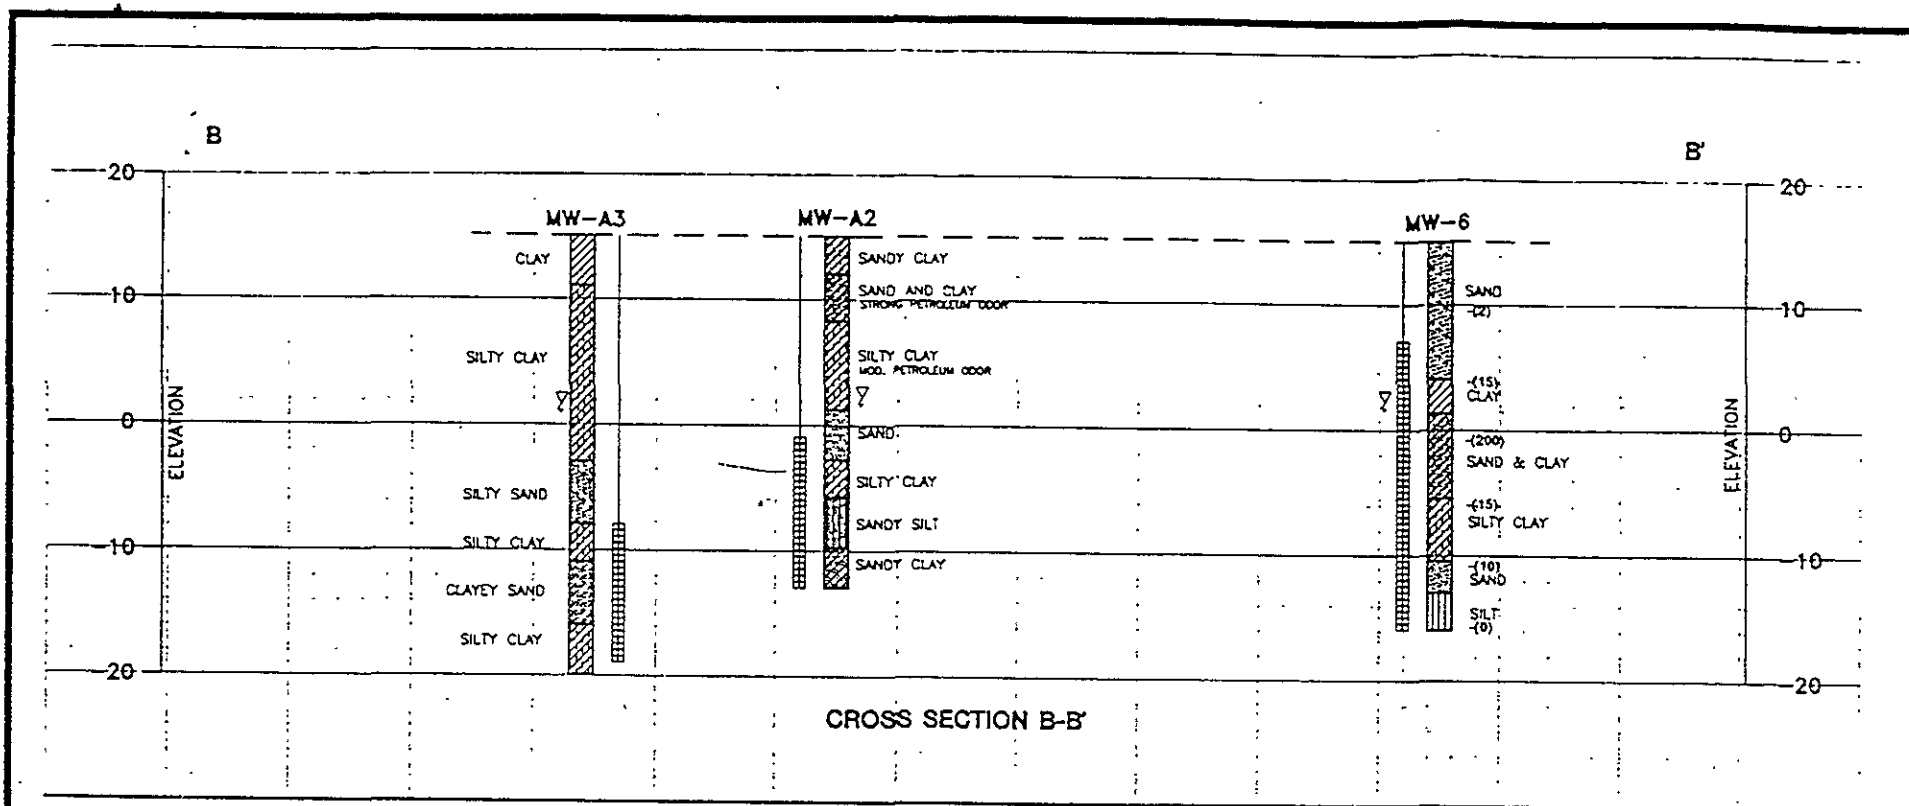 B
B'
20
20
MW-A3
MW-A2
MW-6
CLAY
SANDY CLAY
SAND AND CLAY
STRONG PETROLEUM ODOR
SAND
-(2)
10
10
SILTY CLAY
SILTY CLAY
MOD. PETROLEUM ODOR
-(15)
CLAY
0
0
ELEVATION
ELEVATION
SAND
-(200)
SAND & CLAY
SILTY SAND
SILTY CLAY
-(15)
SILTY CLAY
SANDY SILT
-10
-10
SILTY CLAY
SANDY CLAY
-(10)
SAND
CLAYEY SAND
SILT
-(0)
SILTY CLAY
-20
-20
CROSS SECTION B-B'